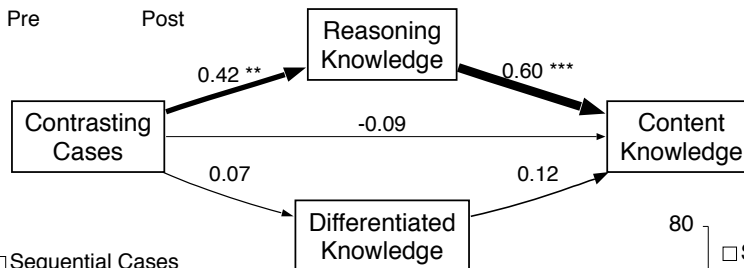 Pre Post
Reasoning
Knowledge
0.42 **
0.60 ***
Contrasting
Cases
-0.09
Content
Knowledge
0.07
0.12
Differentiated
Knowledge
80
Sequential Cases